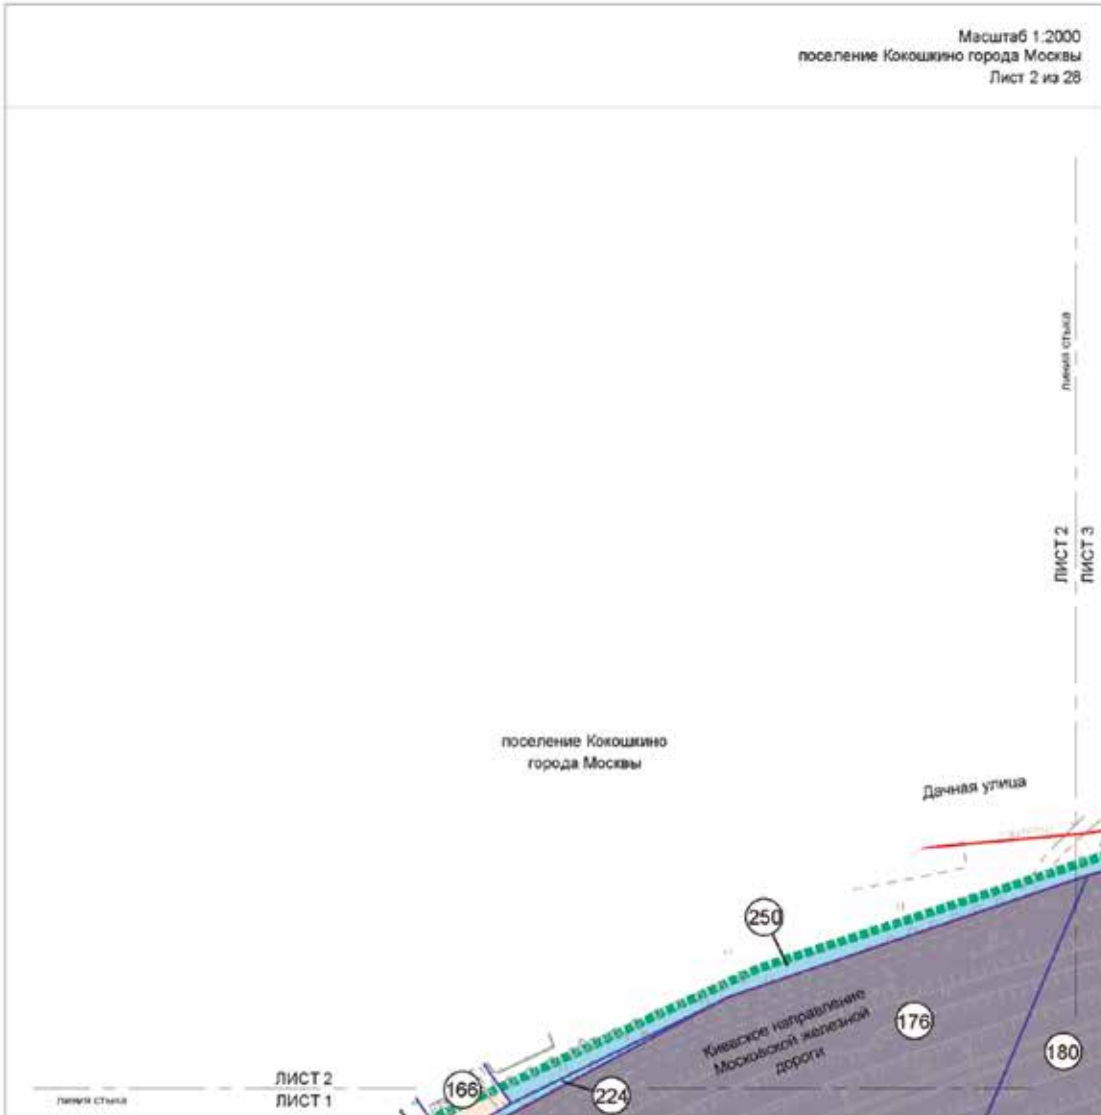 Масштаб 1:2000
поселение Кокошкино города Москвы
Лист 2 из 28
линия стыка
ЛИСТ 2
ЛИСТ 3
поселение Кокошкино
города Москвы
Дачная улица
250
Киевское направление
Московской железной
дороги
176
180
166
224
ЛИСТ 2
линия стыка
ЛИСТ 1